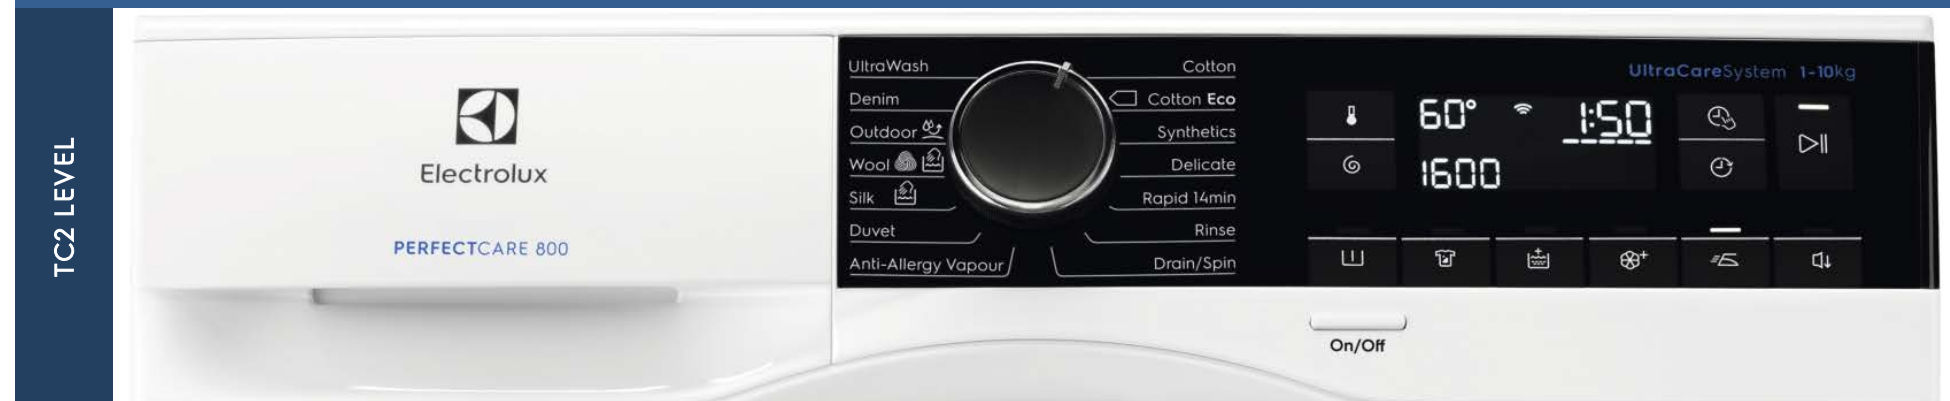 TC2 LEVEL
Electrolux
PERFECTCARE 800
UltraWash
Denim
Outdoor
Wool
Silk
Duvet
Anti-Allergy Vapour
Cotton
Cotton Eco
Synthetics
Delicate
Rapid 14min
Rinse
Drain/Spin
UltraCareSystem 1-10kg
60° 1:50
1600
On/Off